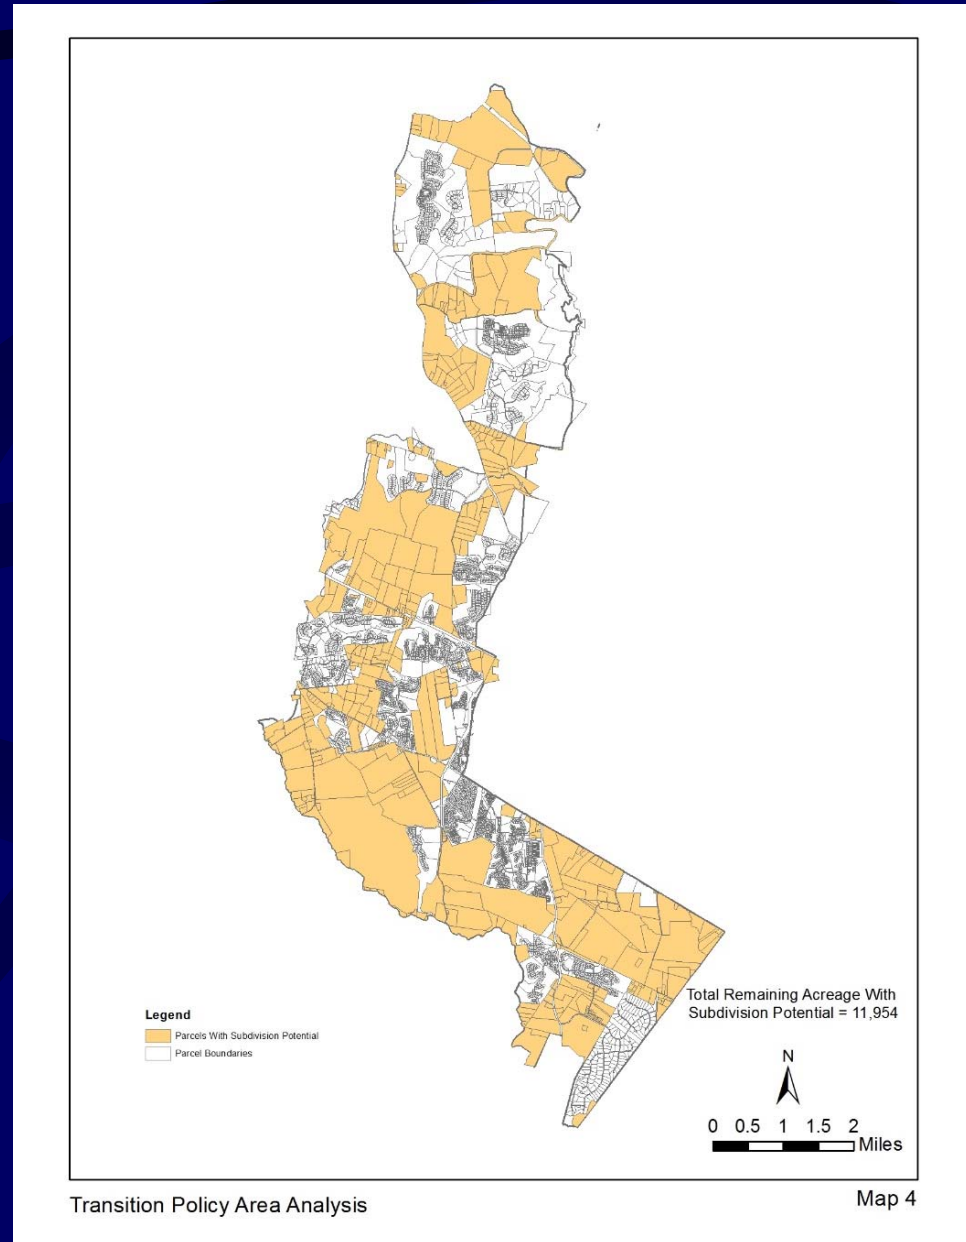 Total Remaining Acreage With
Subdivision Potential = 11,954
Legend
Parcels With Subdivision Potential
Parcel Boundaries
N
0 0.5 1 1.5 2
Miles
Transition Policy Area Analysis
Map 4